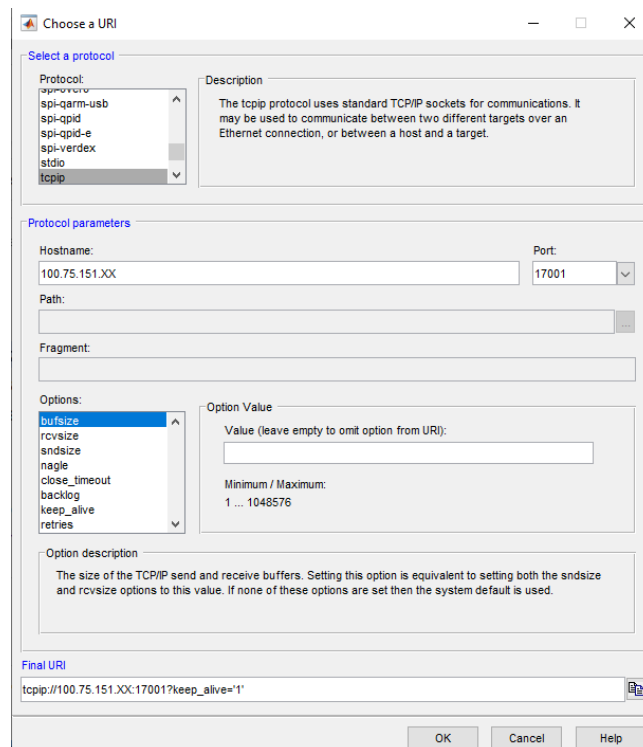 Choose a URI
Select a protocol
Protocol:
spi-qarm-usb
spi-qpid
spi-qpid-e
spi-verdex
stdio
tcpip
Description
The tcpip protocol uses standard TCP/IP sockets for communications. It
may be used to communicate between two different targets over an
Ethernet connection, or between a host and a target.
Protocol parameters
Hostname:
Port:
100.75.151.XX
17001
Path:
...
Fragment:
Options:
bufsize
rcvsize
sndsize
nagle
close_timeout
backlog
keep_alive
retries
Option Value
Value (leave empty to omit option from URI):
Minimum / Maximum:
1 ... 1048576
Option description
The size of the TCP/IP send and receive buffers. Setting this option is equivalent to setting both the sndsize
and rcvsize options to this value. If none of these options are set then the system default is used.
Final URI
tcpip://100.75.151.XX:17001?keep_alive='1'
OK
Cancel
Help